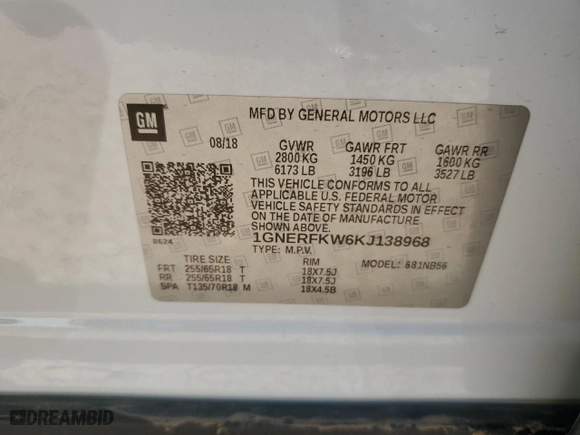 GM
MFD BY GENERAL MOTORS LLC
08/18 GVWR GAWR FRT GAWR RR
2800 KG 1450 KG 1600 KG
6173 LB 3196 LB 3527 LB
THIS VEHICLE CONFORMS TO ALL
APPLICABLE U.S. FEDERAL MOTOR
VEHICLE SAFETY STANDARDS IN EFFECT
ON THE DATE OF MANUFACTURE
SHOWN ABOVE.
8624
1GNERFKW6KJ138968
TYPE: M.P.V. MODEL: 681NB56
TIRE SIZE RIM
FRT 255/65R18 T 18X7.5J
RR 255/65R18 T 18X7.5J
SPA T135/70R18 M 18X4.5B
DREAMBID